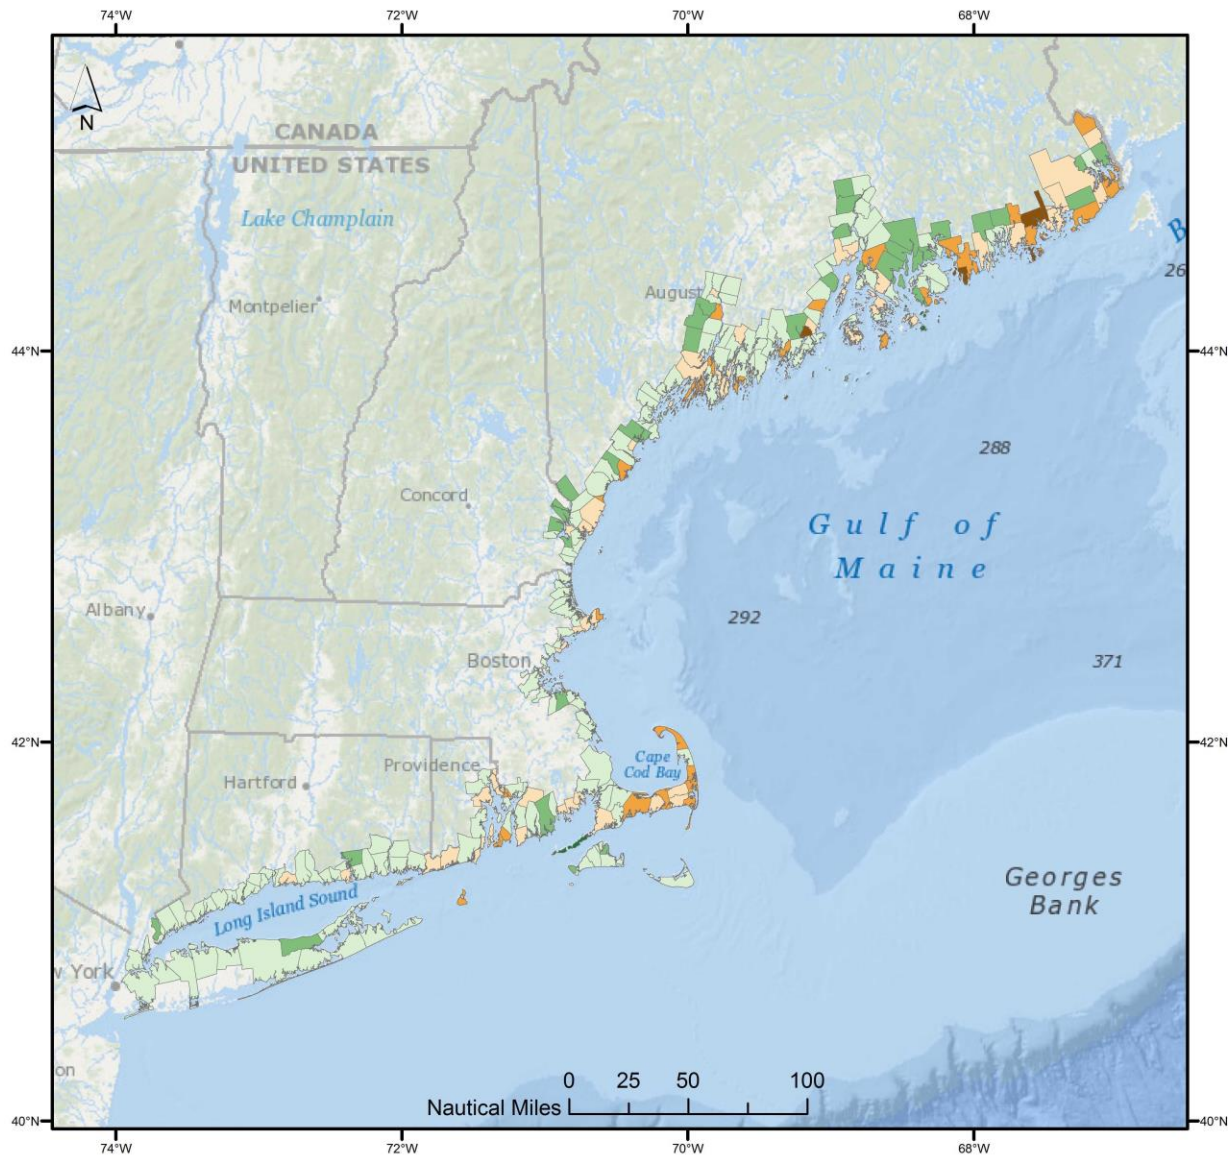 74°W 72°W 70°W 68°W
N
CANADA
UNITED STATES
Lake Champlain
Montpelier
August
B
26
44°N 44°N
288
Concord
Gulf of
Maine
Albany
292
Boston
371
42°N 42°N
Cape
Cod Bay
Providence
Hartford
Georges
Bank
Long Island Sound
w York
on
0 25 50 100
Nautical Miles
40°N 40°N
74°W 72°W 70°W 68°W